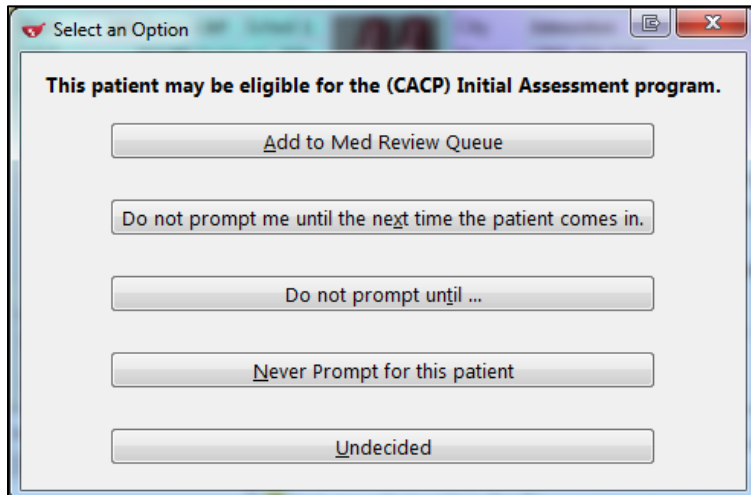 Select an Option
This patient may be eligible for the (CACP) Initial Assessment program.
Add to Med Review Queue
Do not prompt me until the next time the patient comes in.
Do not prompt until ...
Never Prompt for this patient
Undecided